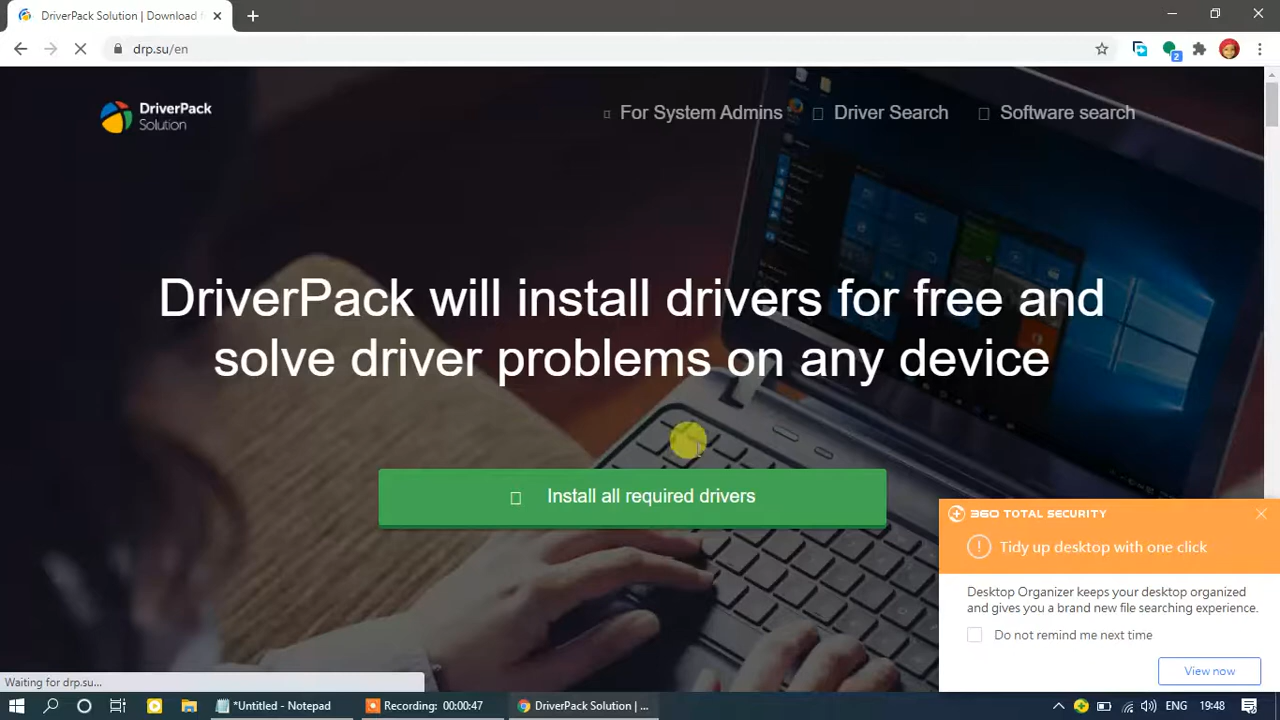 DriverPack Solution | Download
drp.su/en
2
DriverPack
Solution
For System Admins
Driver Search
Software search
DriverPack will install drivers for free and
solve driver problems on any device
Install all required drivers
360 TOTAL SECURITY
Tidy up desktop with one click
Desktop Organizer keeps your desktop organized
and gives you a brand new file searching experience.
Do not remind me next time
View now
Waiting for drp.su...
*Untitled - Notepad
Recording: 00:00:47
DriverPack Solution | ...
ENG
19:48